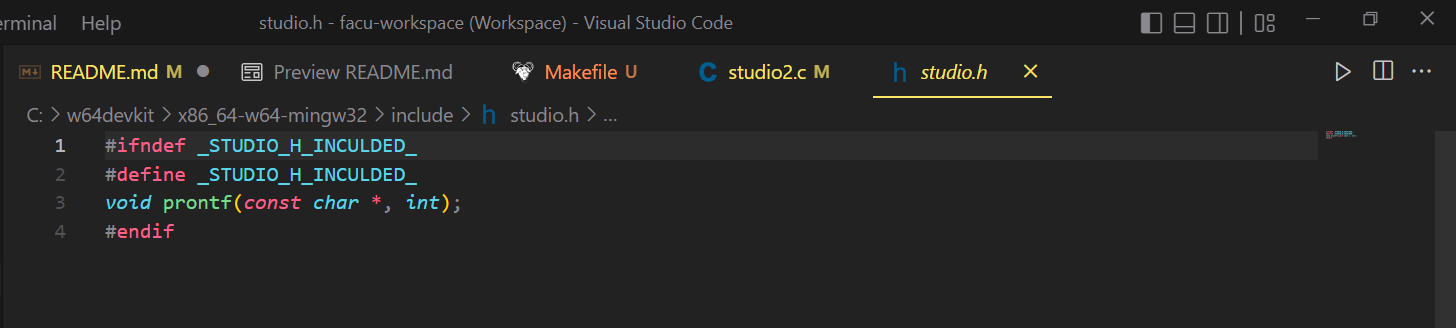 erminal Help studio.h - facu-workspace (Workspace) - Visual Studio Code
README.md M Preview README.md Makefile U C studio2.c M h studio.h
C: > w64devkit > x86_64-w64-mingw32 > include > h studio.h > ...
1 #ifndef _STUDIO_H_INCULDED_
2 #define _STUDIO_H_INCULDED_
3 void prontf(const char *, int);
4 #endif